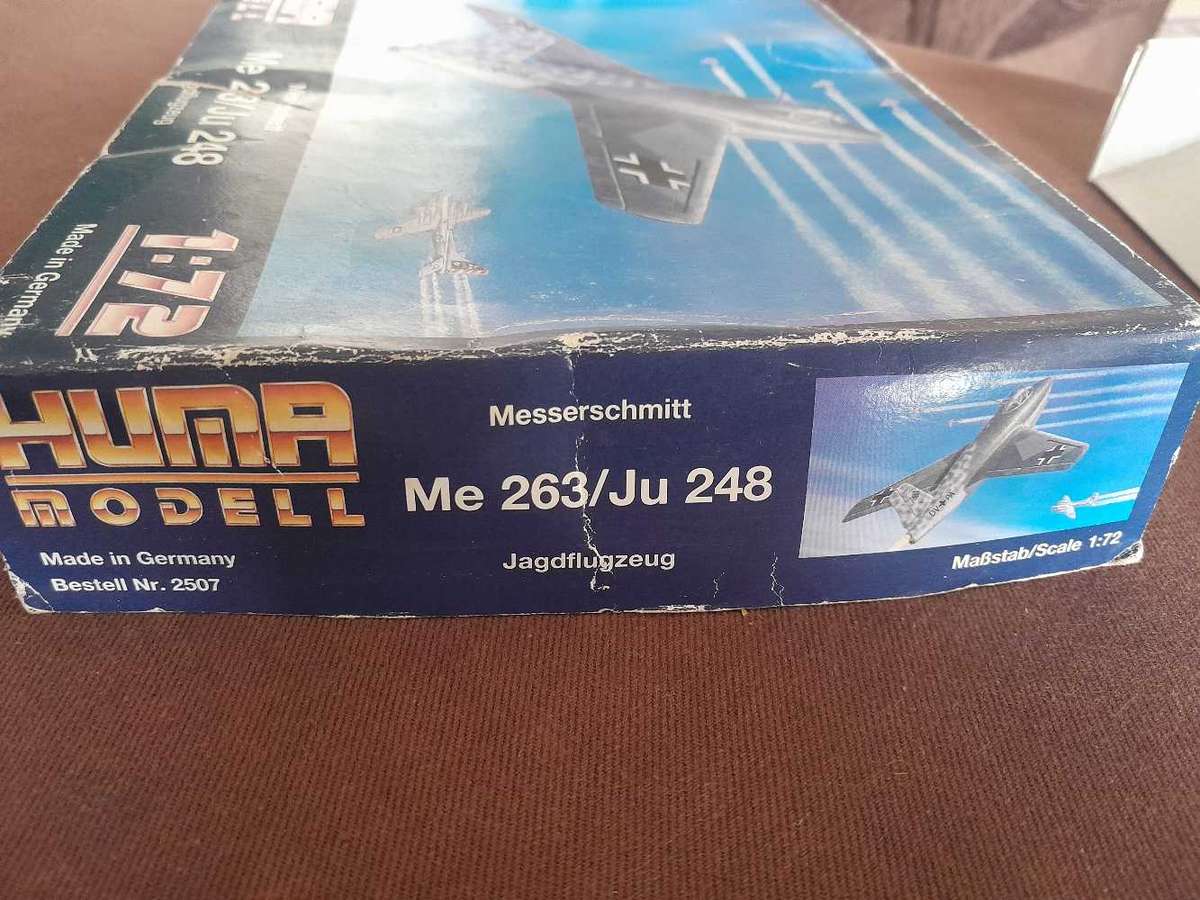 Me 263/Ju 248
1:72
Made in Germany
HUMA
MODELL
Made in Germany
Bestell Nr. 2507
Messerschmitt
Me 263/Ju 248
Jagdflugzeug
Maßstab/Scale 1:72